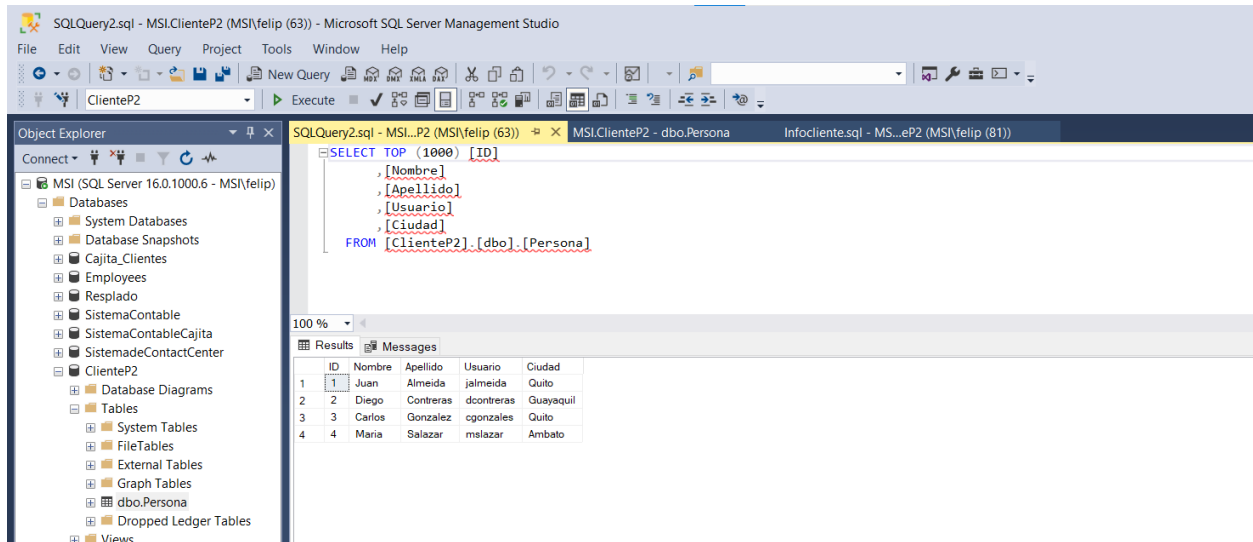 SQLQuery2.sql - MSI.ClienteP2 (MSI\felip (63)) - Microsoft SQL Server Management Studio
File Edit View Query Project Tools Window Help
New Query MDX DMX XMLA DAX
ClienteP2 Execute
Object Explorer
Connect
MSI (SQL Server 16.0.1000.6 - MSI\felip)
Databases
System Databases
Database Snapshots
Cajita_Clientes
Employees
Resplado
SistemaContable
SistemaContableCajita
SistemadeContactCenter
ClienteP2
Database Diagrams
Tables
System Tables
FileTables
External Tables
Graph Tables
dbo.Persona
Dropped Ledger Tables
Views
SQLQuery2.sql - MSI...P2 (MSI\felip (63)) MSI.ClienteP2 - dbo.Persona Infocliente.sql - MS...eP2 (MSI\felip (81))
SELECT TOP (1000) [ID]
,[Nombre]
,[Apellido]
,[Usuario]
,[Ciudad]
FROM [ClienteP2].[dbo].[Persona]
100 %
Results Messages
ID Nombre Apellido Usuario Ciudad
1 1 Juan Almeida jalmeida Quito
2 2 Diego Contreras dcontreras Guayaquil
3 3 Carlos Gonzalez cgonzales Quito
4 4 Maria Salazar mslazar Ambato